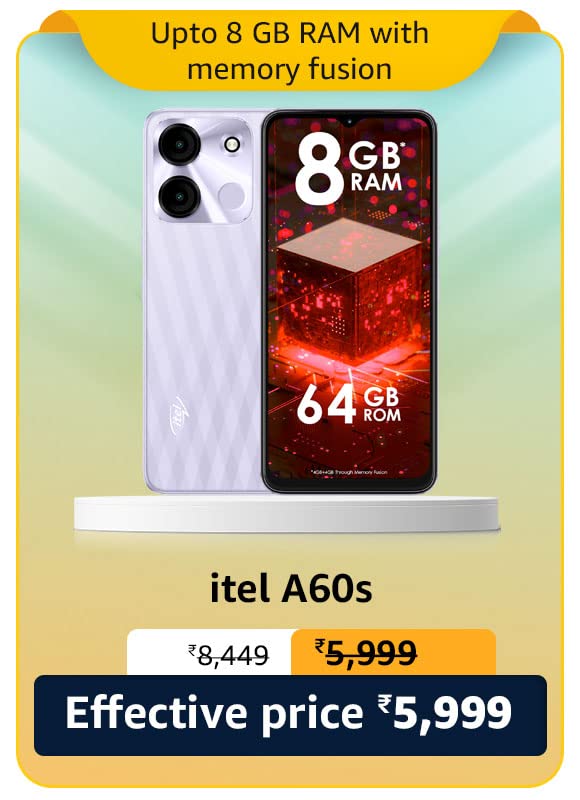 Upto 8 GB RAM with
memory fusion
8 GB*
RAM
64 GB
ROM
*4GB+4GB Through Memory Fusion
itel
itel A60s
₹8,449 ₹5,999
Effective price ₹5,999